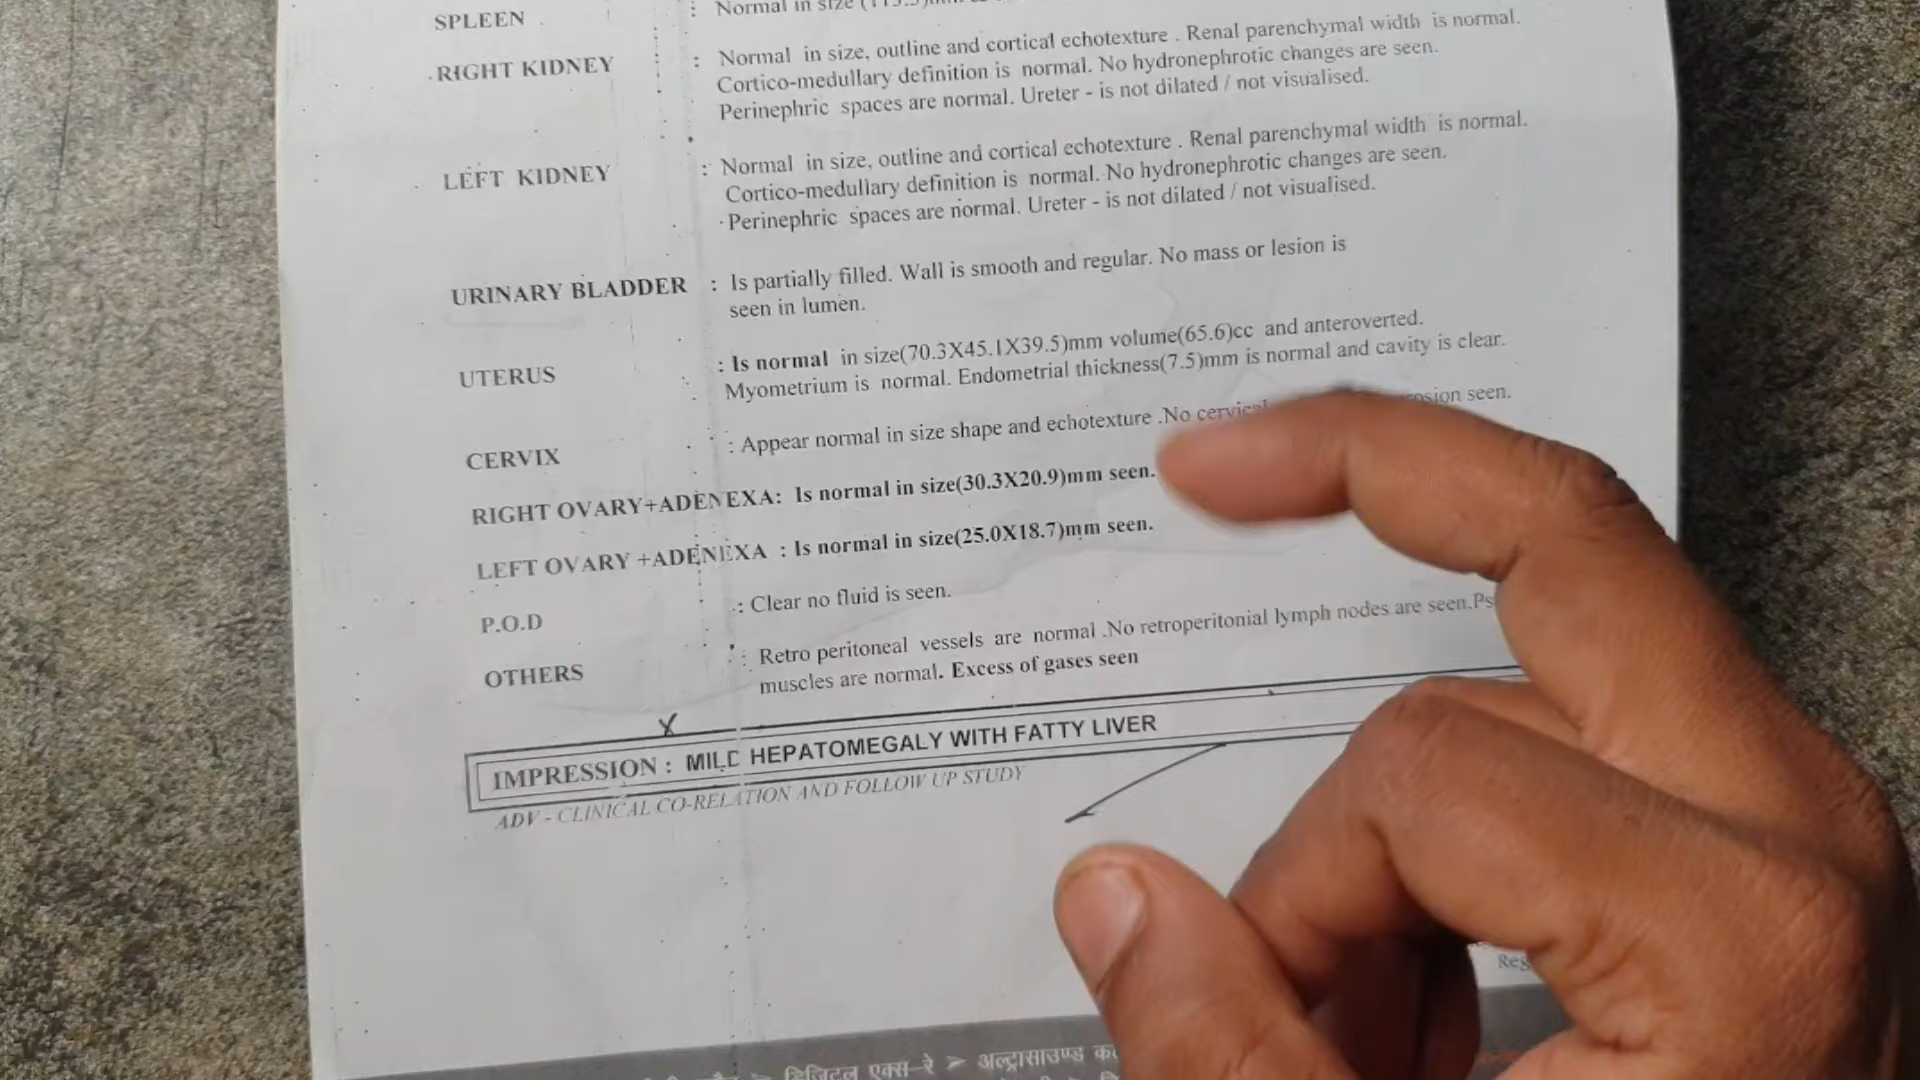 SPLEEN : Normal in size
RIGHT KIDNEY : Normal in size, outline and cortical echotexture . Renal parenchymal width is normal.
Cortico-medullary definition is normal. No hydronephrotic changes are seen.
Perinephric spaces are normal. Ureter - is not dilated / not visualised.
LEFT KIDNEY : Normal in size, outline and cortical echotexture . Renal parenchymal width is normal.
Cortico-medullary definition is normal. No hydronephrotic changes are seen.
Perinephric spaces are normal. Ureter - is not dilated / not visualised.
URINARY BLADDER : Is partially filled. Wall is smooth and regular. No mass or lesion is
seen in lumen.
UTERUS : Is normal in size(70.3X45.1X39.5)mm volume(65.6)cc and anteroverted.
Myometrium is normal. Endometrial thickness(7.5)mm is normal and cavity is clear.
CERVIX : Appear normal in size shape and echotexture .No cervical seen.
RIGHT OVARY+ADENEXA: Is normal in size(30.3X20.9)mm seen.
LEFT OVARY +ADENEXA : Is normal in size(25.0X18.7)mm seen.
P.O.D : Clear no fluid is seen.
OTHERS : Retro peritoneal vessels are normal .No retroperitonial lymph nodes are seen.
muscles are normal. Excess of gases seen
IMPRESSION : MILD HEPATOMEGALY WITH FATTY LIVER
ADV - CLINICAL CO-RELATION AND FOLLOW UP STUDY
डिजिटल एक्स-रे > अल्ट्रासाउण्ड